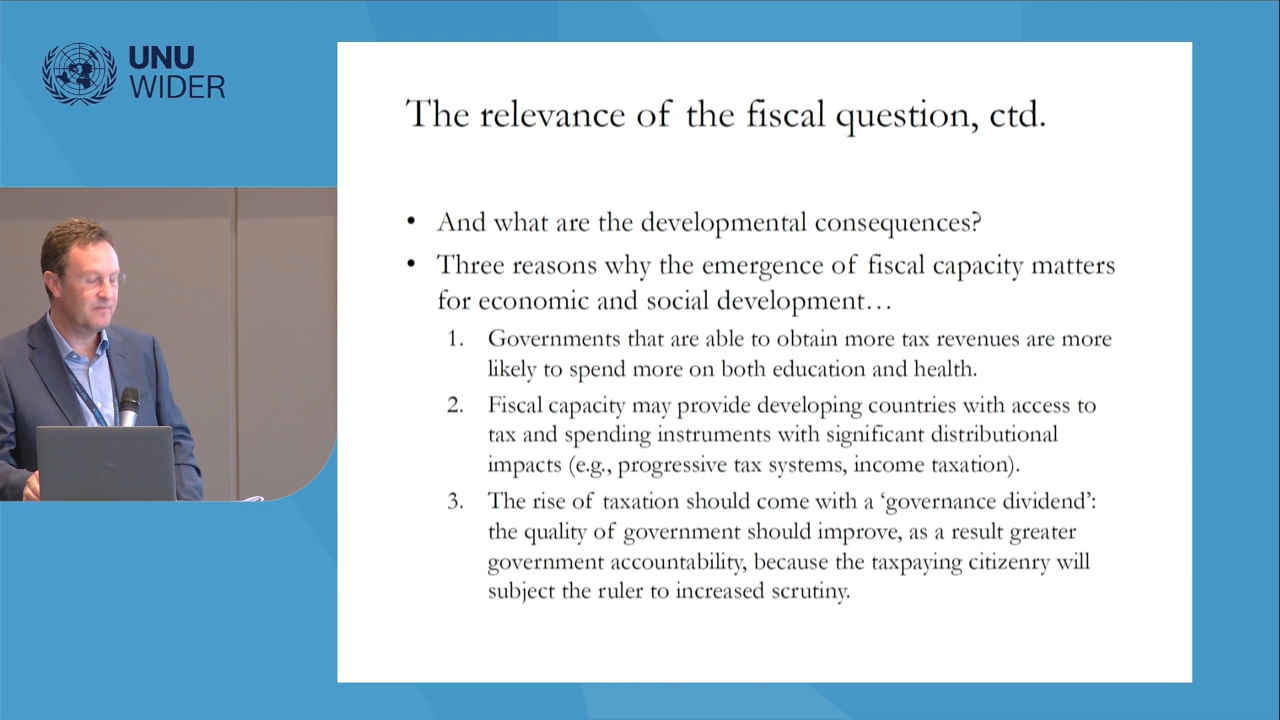 UNU
WIDER
The relevance of the fiscal question, ctd.
• And what are the developmental consequences?
• Three reasons why the emergence of fiscal capacity matters
for economic and social development…
1. Governments that are able to obtain more tax revenues are more
likely to spend more on both education and health.
2. Fiscal capacity may provide developing countries with access to
tax and spending instruments with significant distributional
impacts (e.g., progressive tax systems, income taxation).
3. The rise of taxation should come with a ‘governance dividend’:
the quality of government should improve, as a result greater
government accountability, because the taxpaying citizenry will
subject the ruler to increased scrutiny.